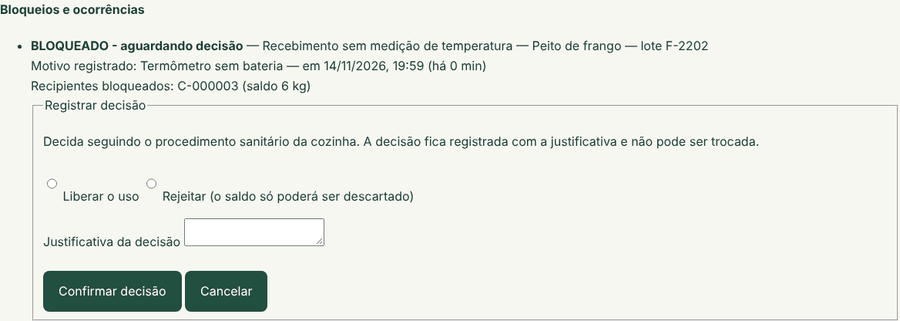 Bloqueios e ocorrências
BLOQUEADO - aguardando decisão — Recebimento sem medição de temperatura — Peito de frango — lote F-2202
Motivo registrado: Termômetro sem bateria — em 14/11/2026, 19:59 (há 0 min)
Recipientes bloqueados: C-000003 (saldo 6 kg)
Registrar decisão
Decida seguindo o procedimento sanitário da cozinha. A decisão fica registrada com a justificativa e não pode ser trocada.
Liberar o uso Rejeitar (o saldo só poderá ser descartado)
Justificativa da decisão
Confirmar decisão Cancelar